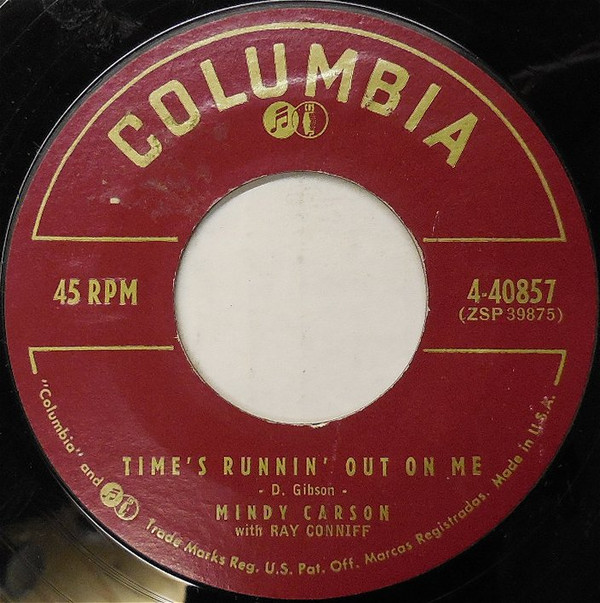 COLUMBIA
45 RPM
4-40857
(ZSP 39875)
TIME'S RUNNIN' OUT ON ME
- D. Gibson -
MINDY CARSON
with RAY CONNIFF
"Columbia" and Trade Marks Reg. U.S. Pat. Off. Marcas Registradas. Made in U.S.A.